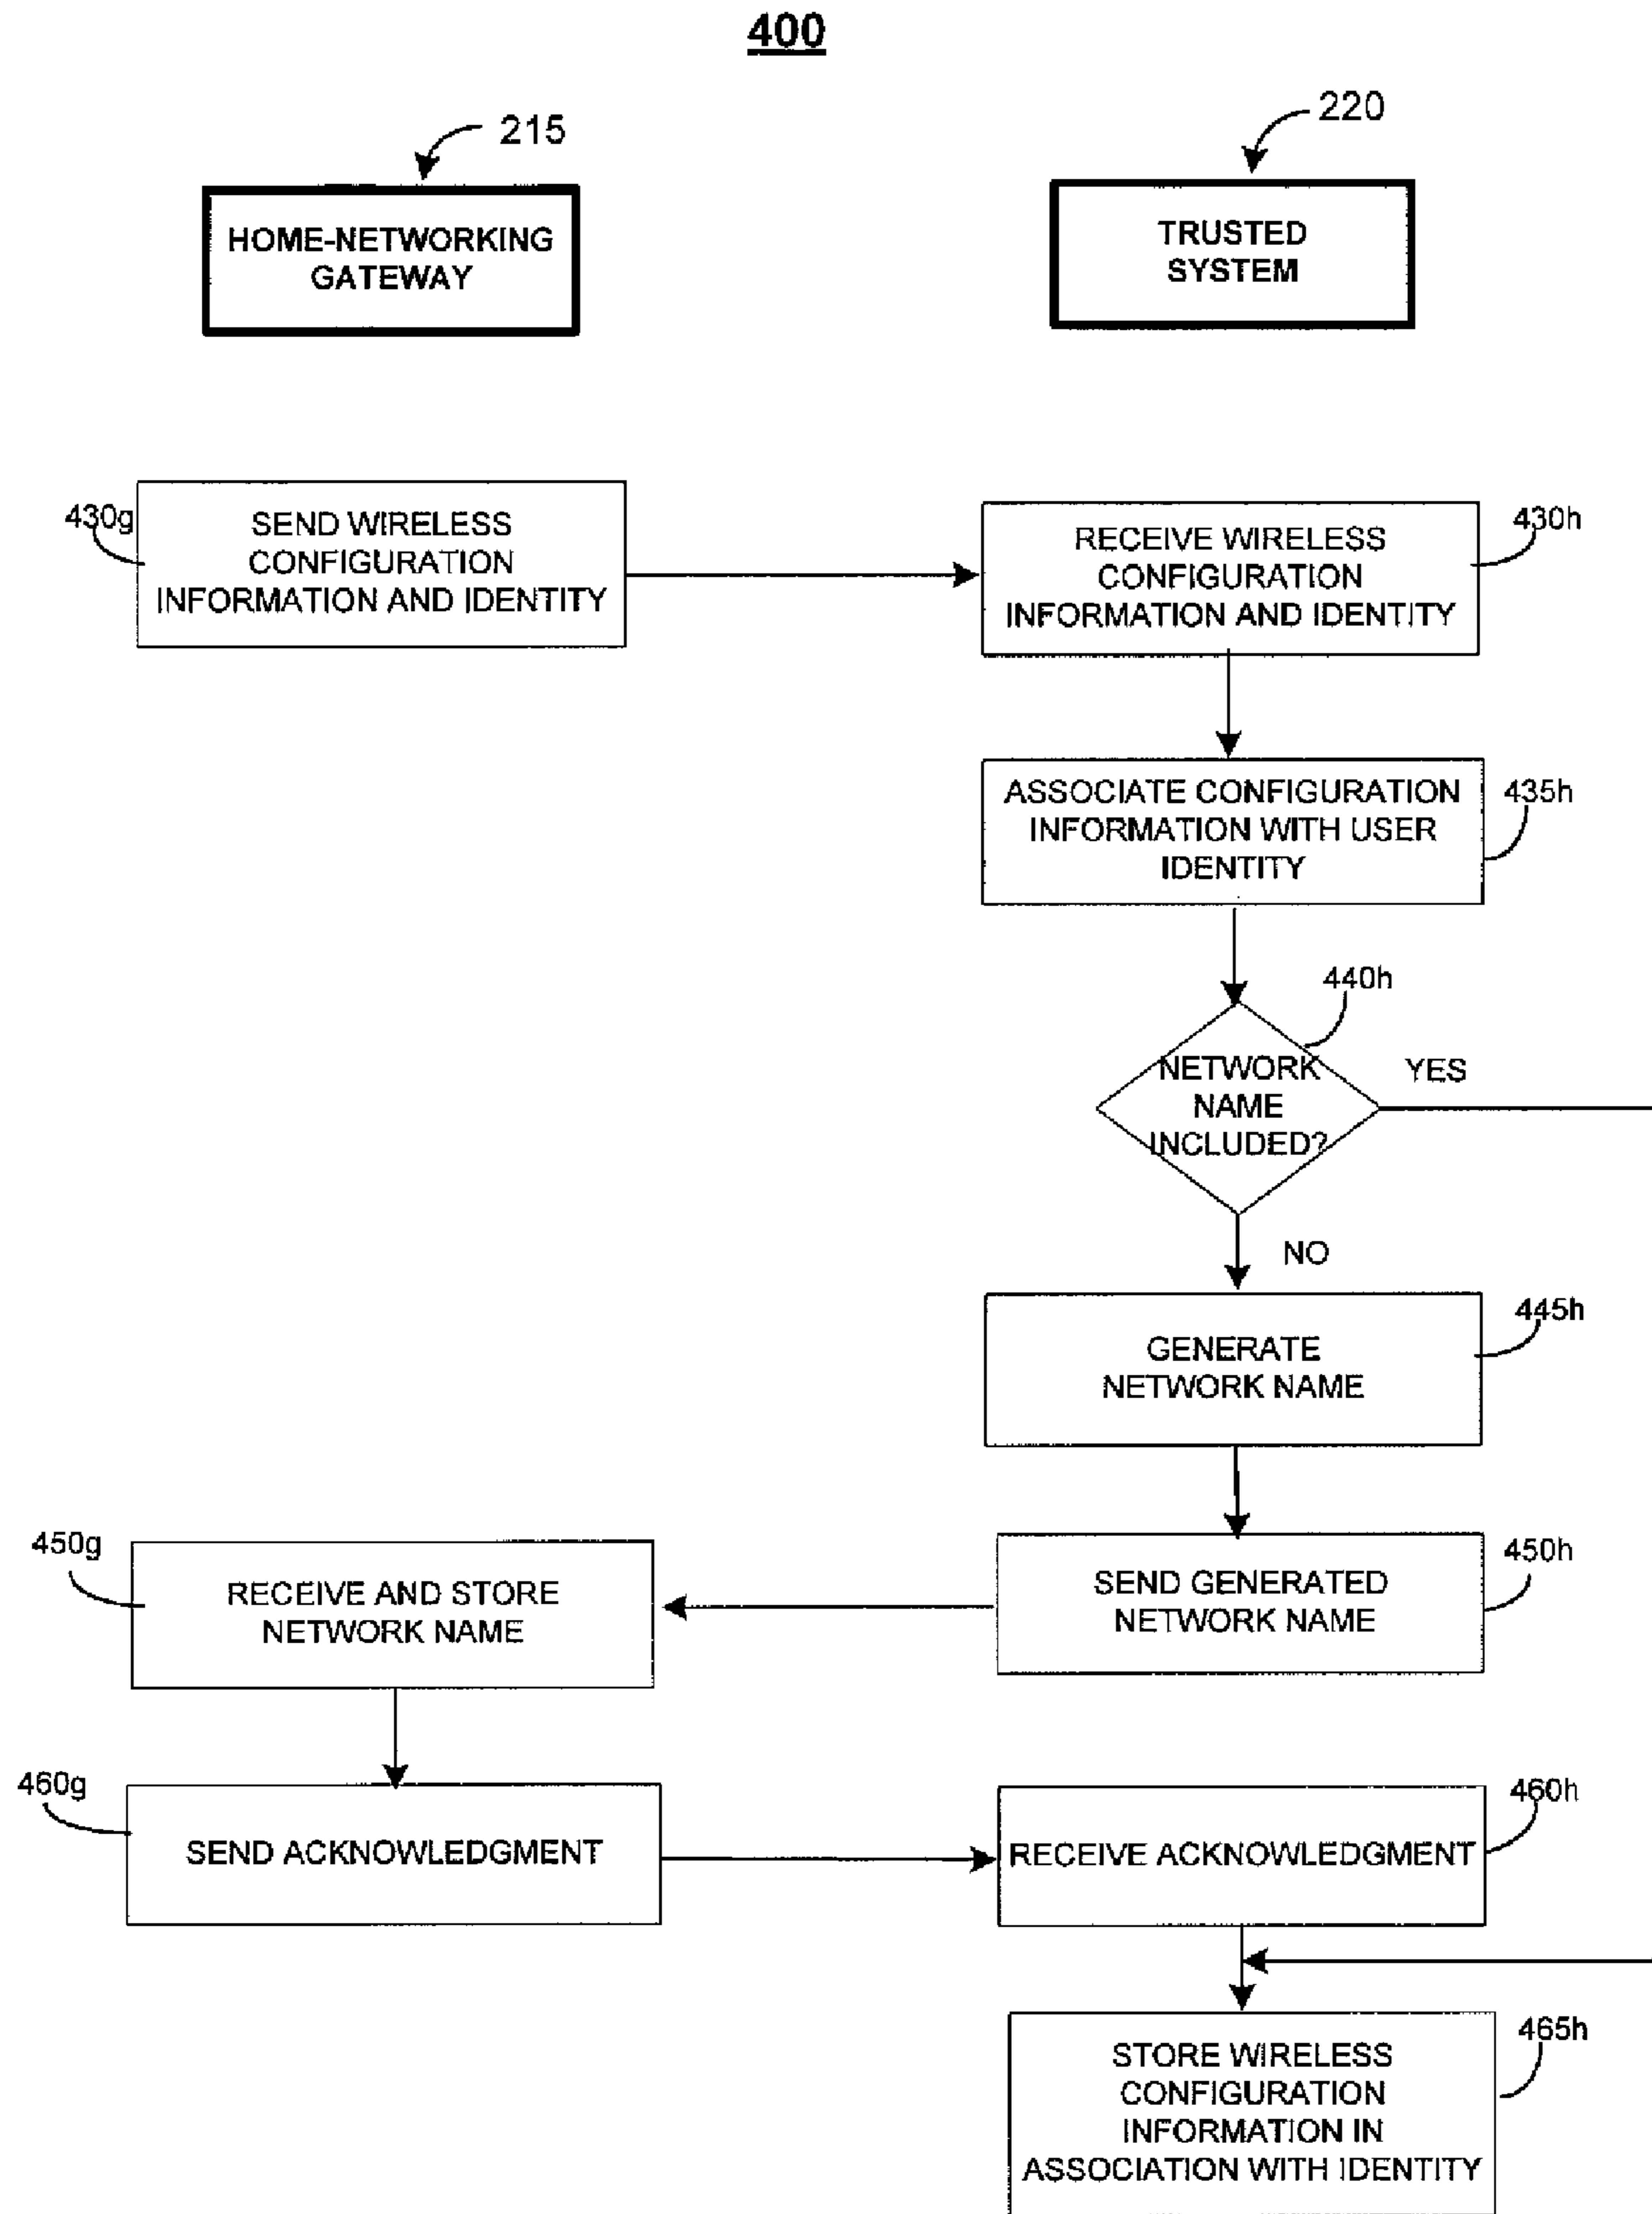 400
215
220
HOME-NETWORKING
GATEWAY
TRUSTED
SYSTEM
430g
SEND WIRELESS
CONFIGURATION
INFORMATION AND IDENTITY
430h
RECEIVE WIRELESS
CONFIGURATION
INFORMATION AND IDENTITY
435h
ASSOCIATE CONFIGURATION
INFORMATION WITH USER
IDENTITY
440h
NETWORK
NAME
INCLUDED?
YES
NO
445h
GENERATE
NETWORK NAME
450g
RECEIVE AND STORE
NETWORK NAME
450h
SEND GENERATED
NETWORK NAME
460g
SEND ACKNOWLEDGMENT
460h
RECEIVE ACKNOWLEDGMENT
465h
STORE WIRELESS
CONFIGURATION
INFORMATION IN
ASSOCIATION WITH IDENTITY